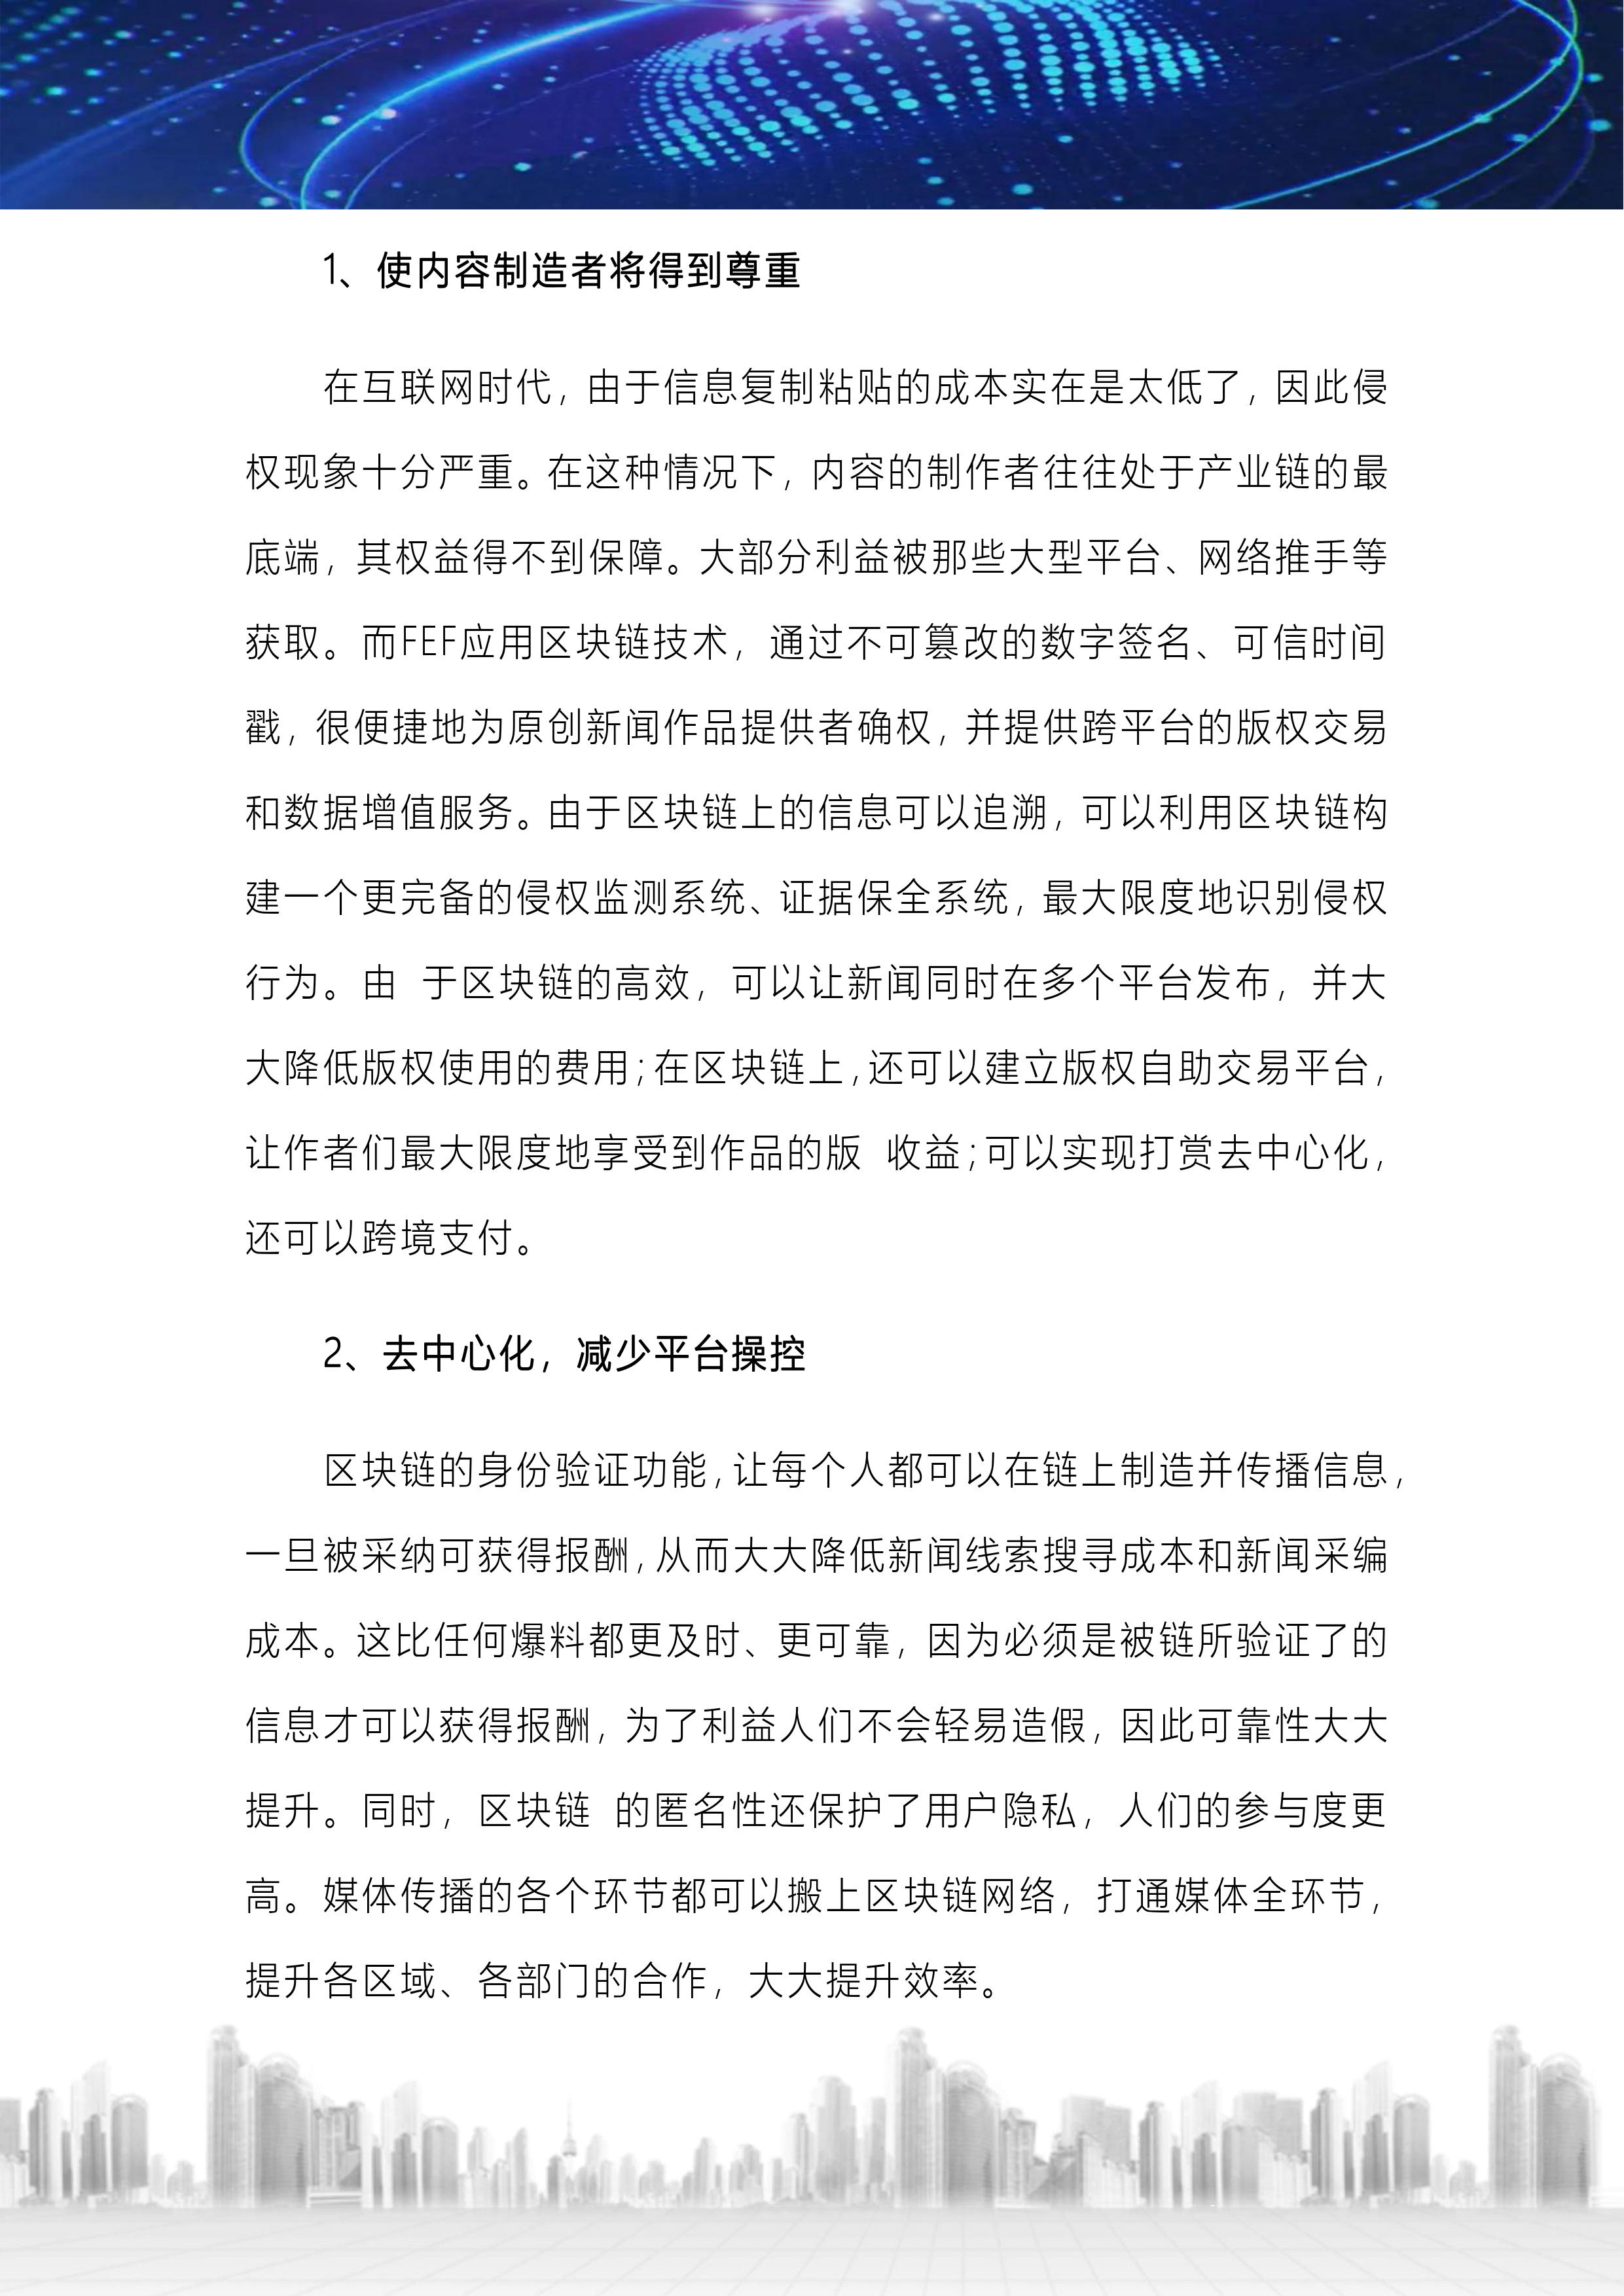 1、使内容制造者将得到尊重
在互联网时代，由于信息复制粘贴的成本实在是太低了，因此侵
权现象十分严重。在这种情况下，内容的制作者往往处于产业链的最
底端，其权益得不到保障。大部分利益被那些大型平台、网络推手等
获取。而FEF应用区块链技术，通过不可篡改的数字签名、可信时间
戳，很便捷地为原创新闻作品提供者确权，并提供跨平台的版权交易
和数据增值服务。由于区块链上的信息可以追溯，可以利用区块链构
建一个更完备的侵权监测系统、证据保全系统，最大限度地识别侵权
行为。由 于区块链的高效，可以让新闻同时在多个平台发布，并大
大降低版权使用的费用;在区块链上,还可以建立版权自助交易平台，
让作者们最大限度地享受到作品的版 收益;可以实现打赏去中心化，
还可以跨境支付。
2、去中心化，减少平台操控
区块链的身份验证功能,让每个人都可以在链上制造并传播信息，
一旦被采纳可获得报酬,从而大大降低新闻线索搜寻成本和新闻采编
成本。这比任何爆料都更及时、更可靠，因为必须是被链所验证了的
信息才可以获得报酬，为了利益人们不会轻易造假，因此可靠性大大
提升。同时，区块链 的匿名性还保护了用户隐私，人们的参与度更
高。媒体传播的各个环节都可以搬上区块链网络，打通媒体全环节，
提升各区域、各部门的合作，大大提升效率。